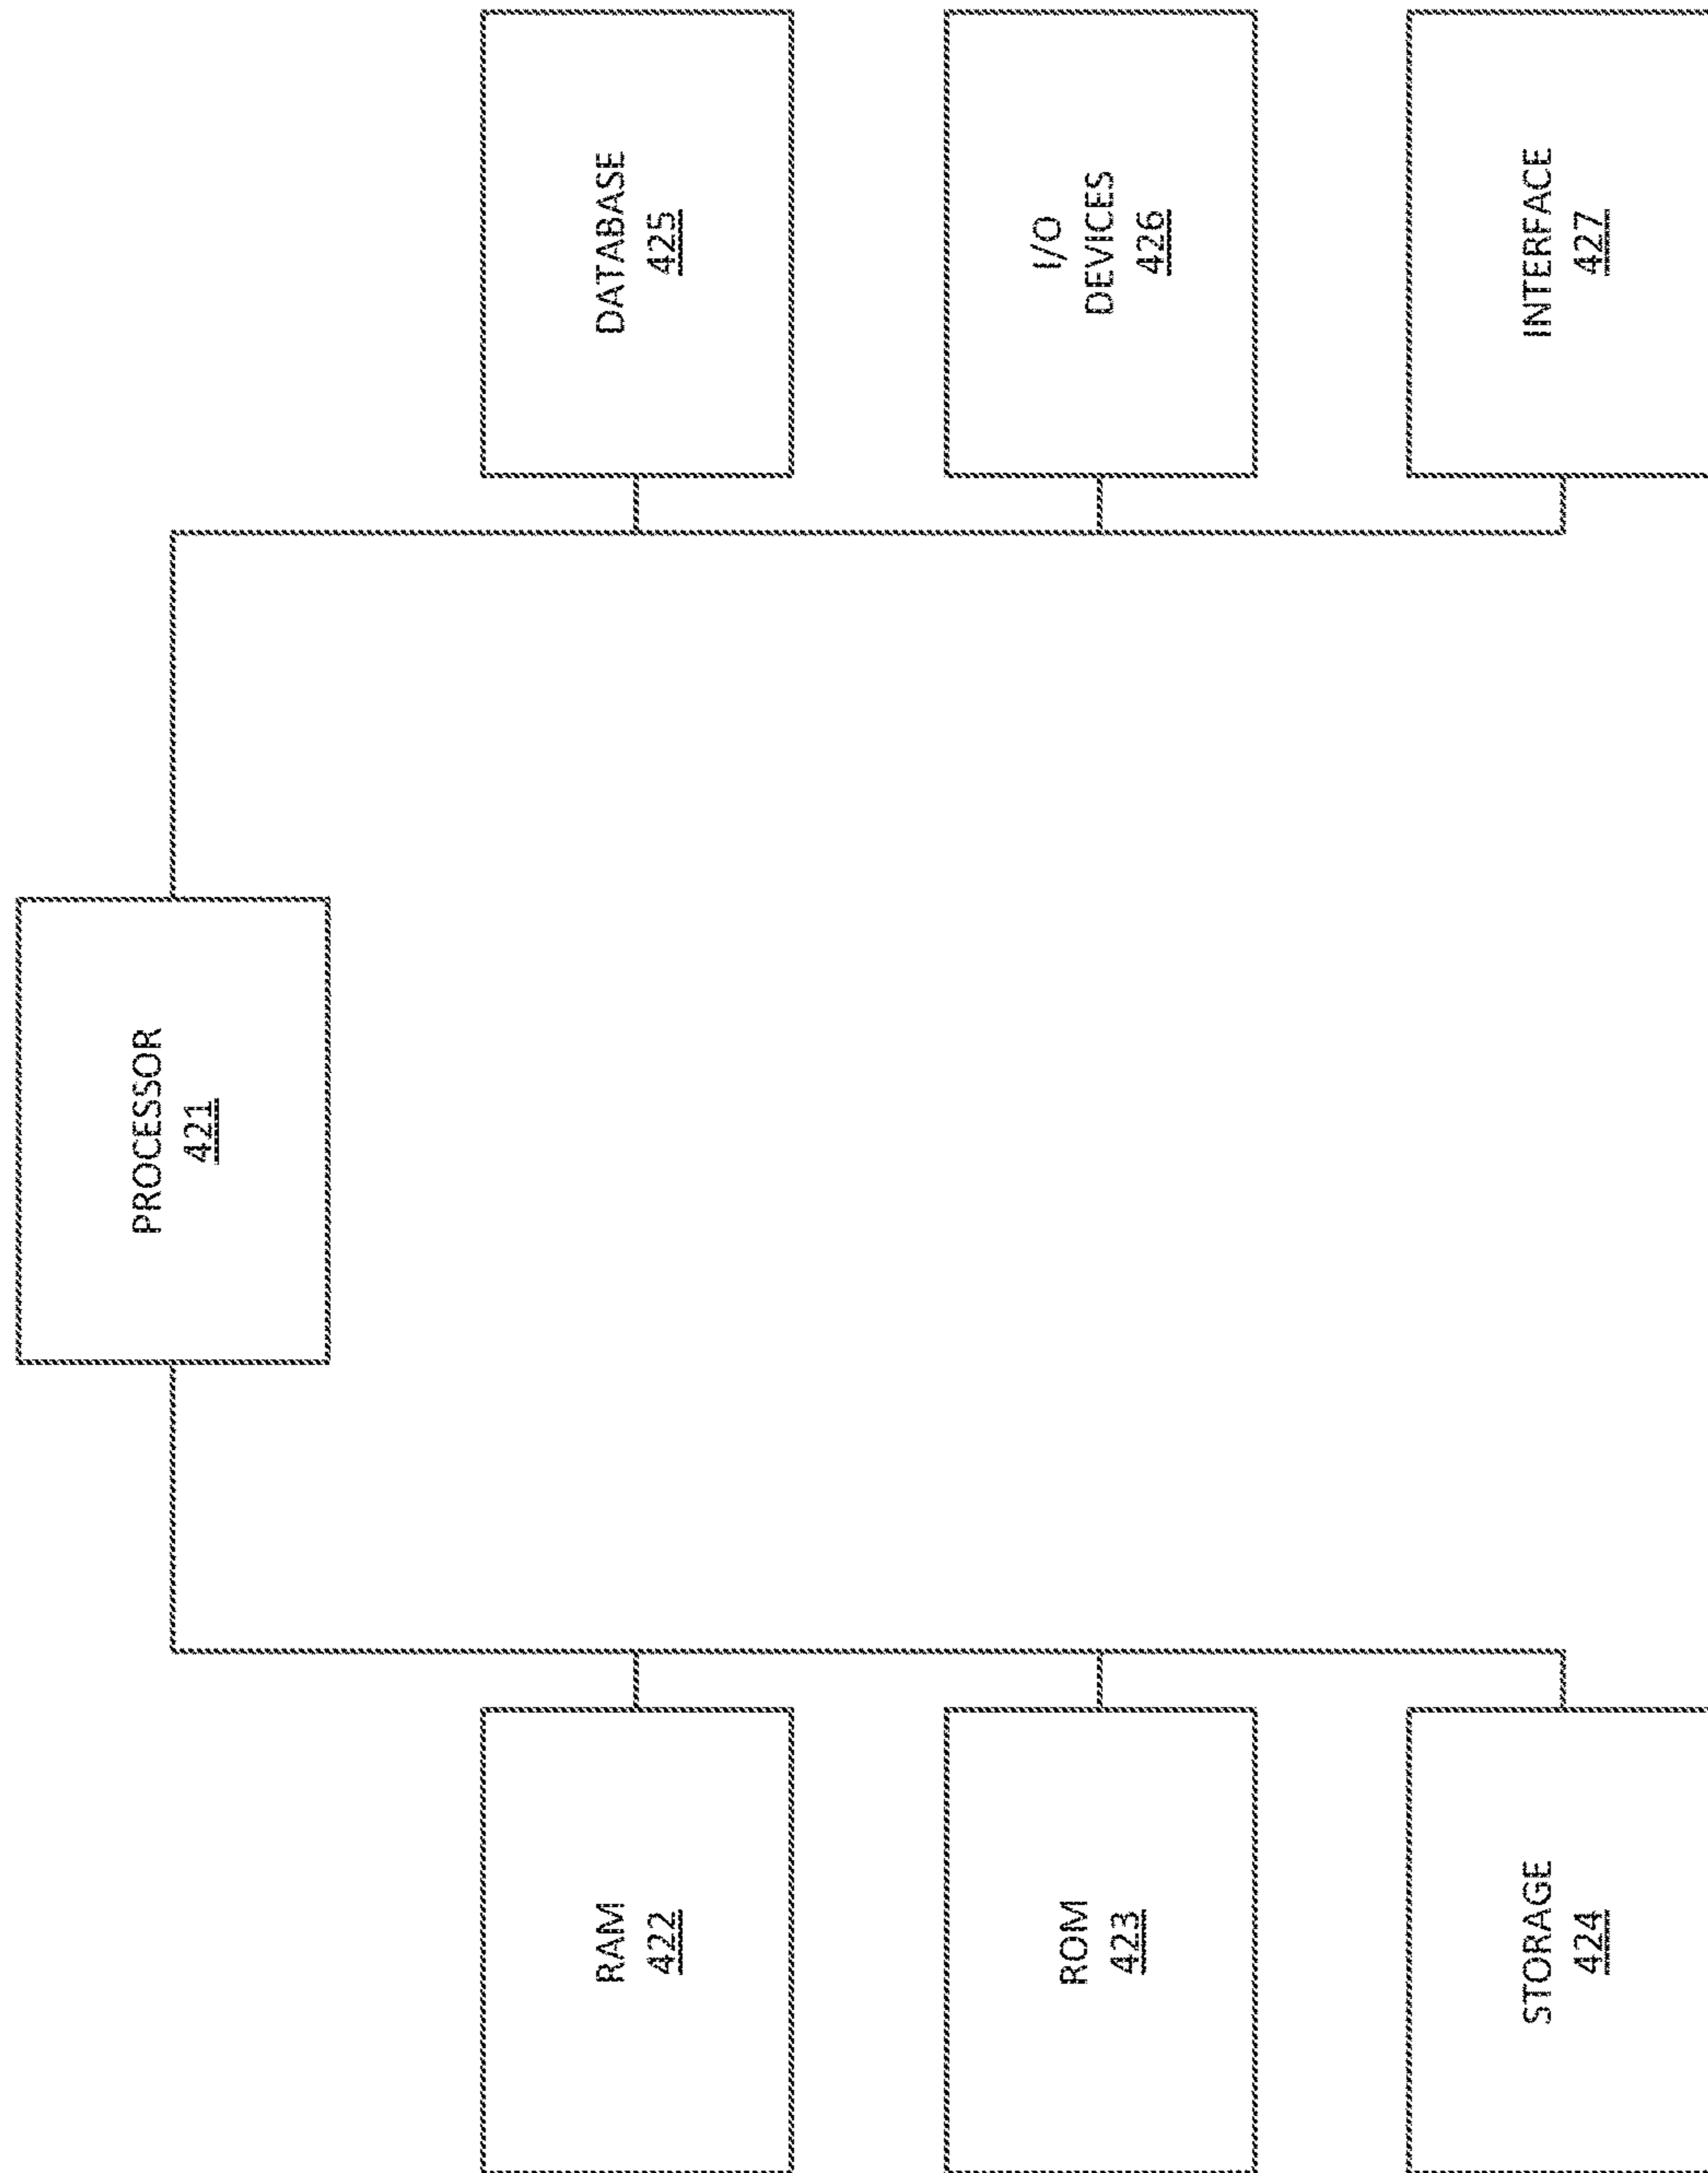 PROCESSOR
421
RAM
422
DATABASE
425
ROM
423
I/O
DEVICES
426
STORAGE
424
INTERFACE
427